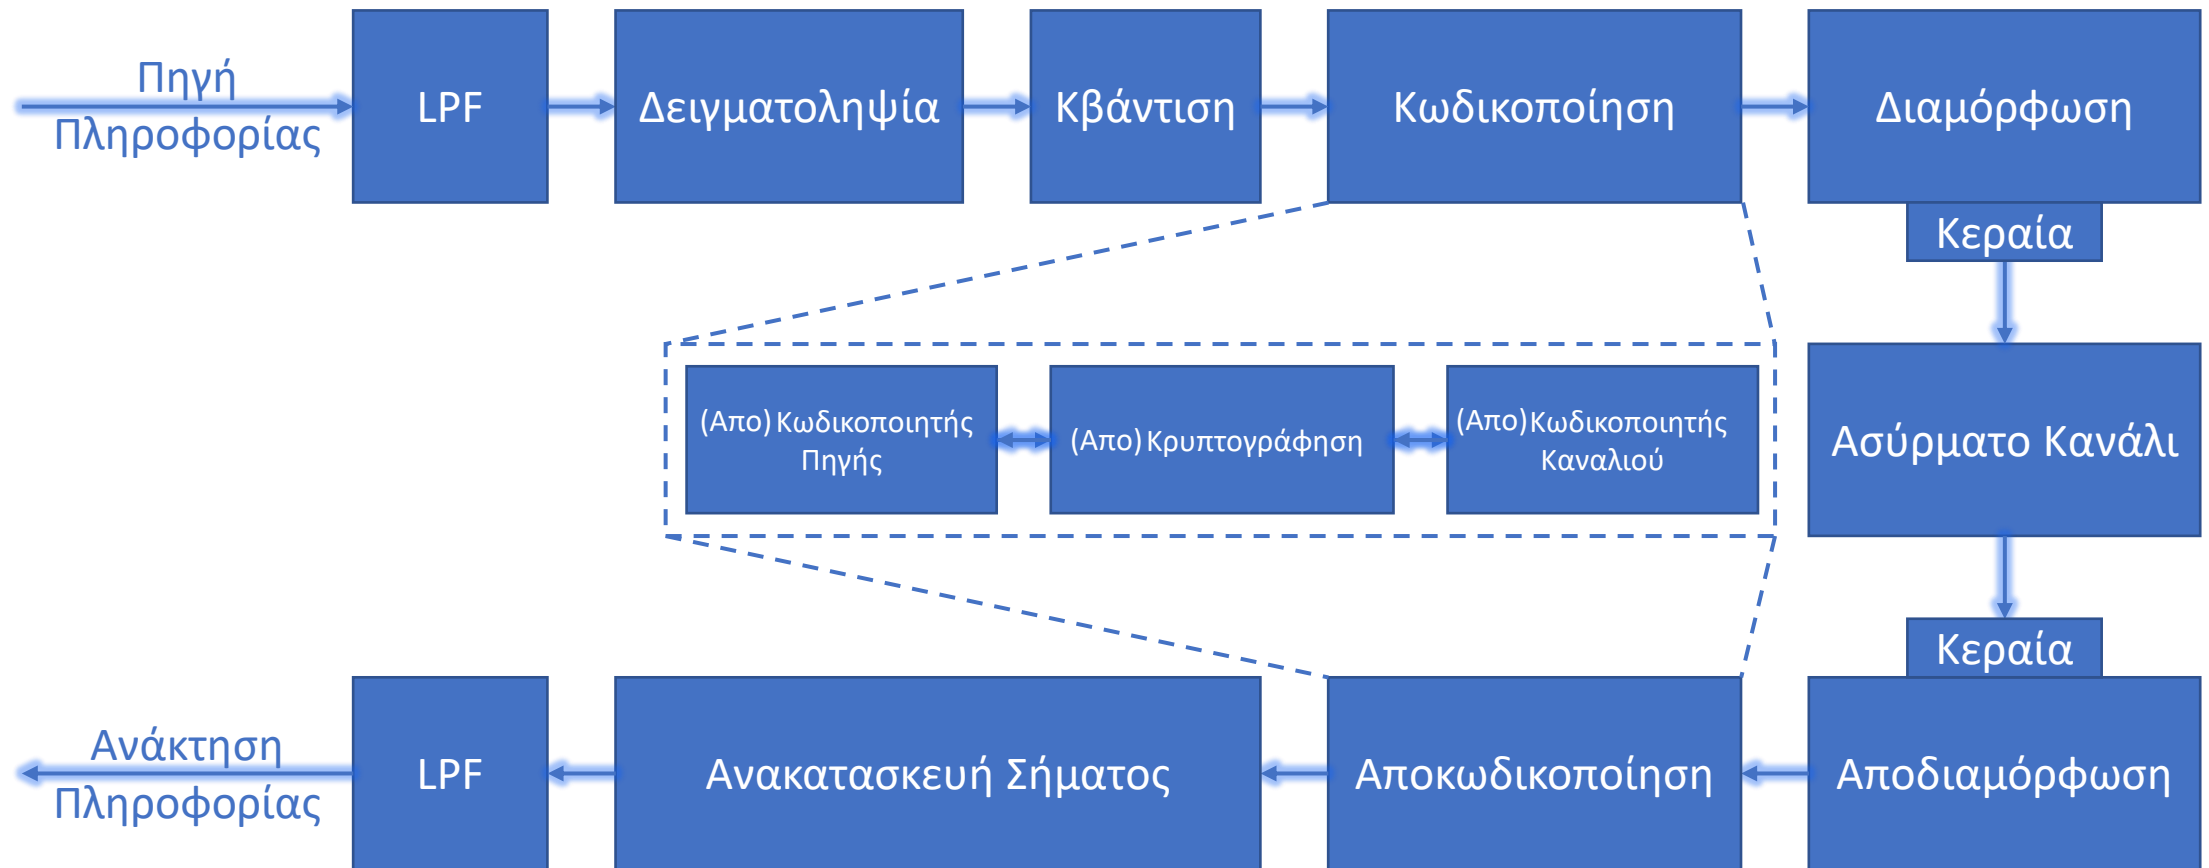 Πηγή
Πληροφορίας
LPF
Δειγματοληψία
Κβάντιση
Κωδικοποίηση
Διαμόρφωση
Κεραία
(Απο)Κωδικοποιητής
Πηγής
(Απο)Κρυπτογράφηση
(Απο)Κωδικοποιητής
Καναλιού
Ασύρματο Κανάλι
Κεραία
Ανάκτηση
Πληροφορίας
LPF
Ανακατασκευή Σήματος
Αποκωδικοποίηση
Αποδιαμόρφωση